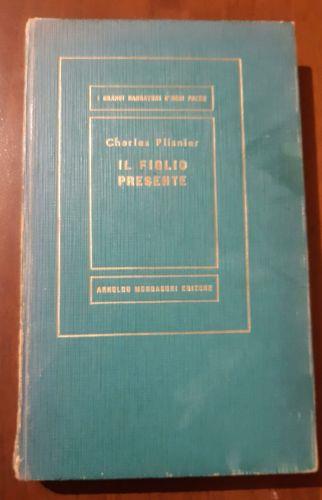 I GRANDI NARRATORI D'OGNI PAESE
Charles Plisnier
IL FIGLIO
PRESENTE
ARNOLDO MONDADORI EDITORE